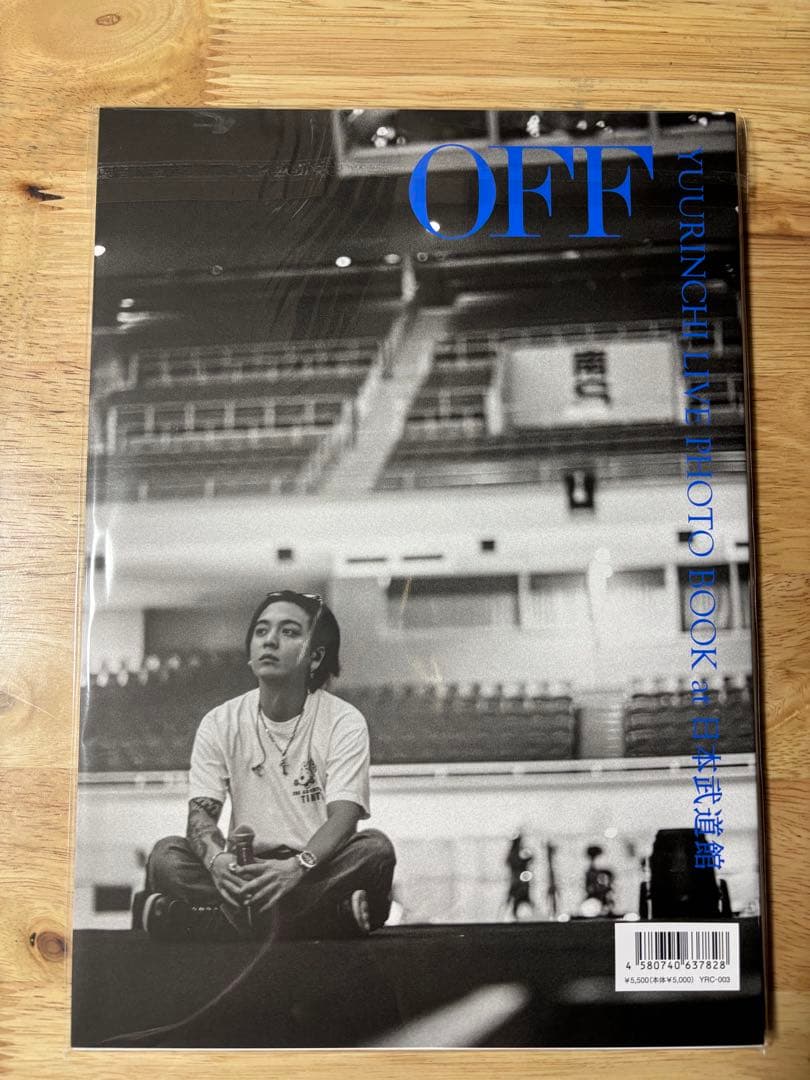 OFF
YUURINCHI LIVE PHOTO BOOK at 日本武道館
4 580740 637828
¥5,500(本体¥5,000) YRC-003